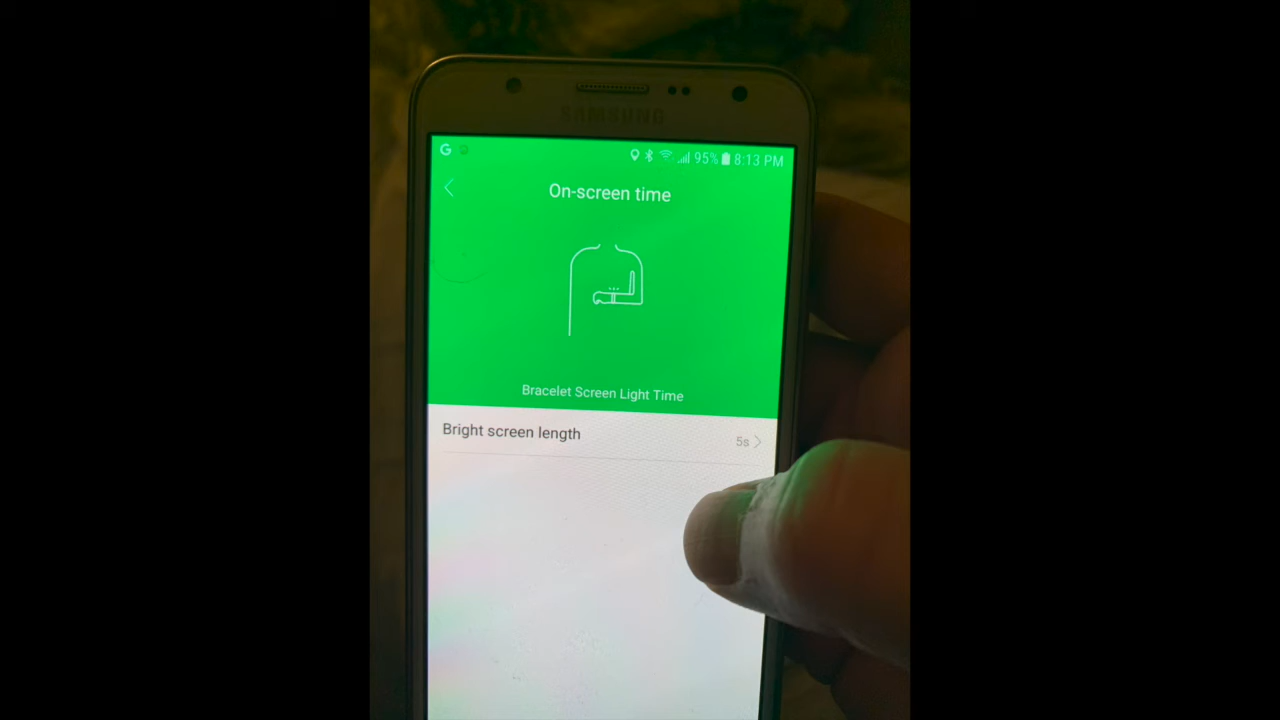 SAMSUNG
G 95% 8:13 PM
On-screen time
Bracelet Screen Light Time
Bright screen length 5s